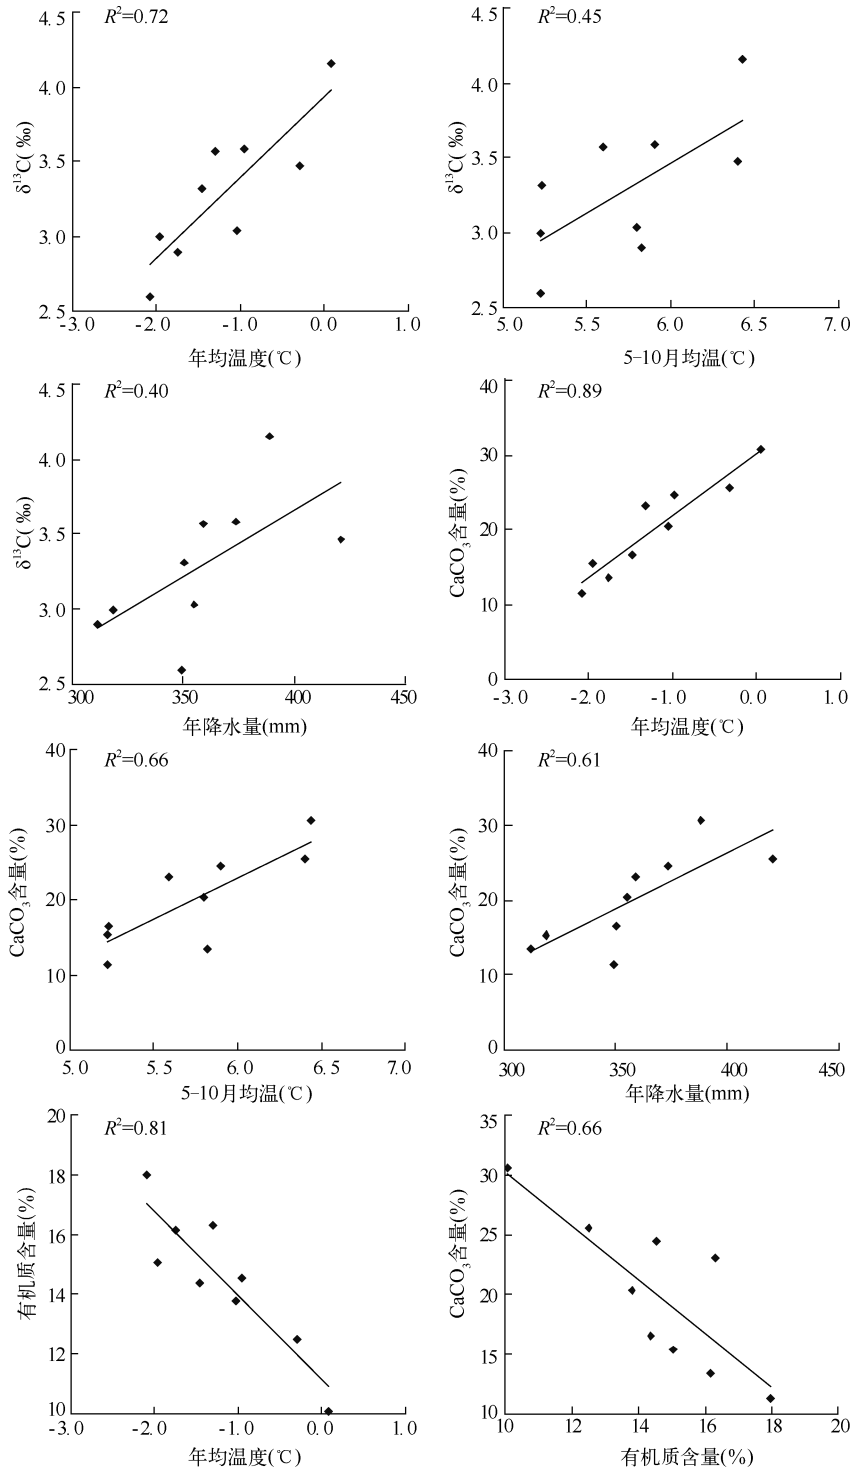 R²=0.72
δ¹³C(‰)
4.5
4.0
3.5
3.0
2.5
-3.0 -2.0 -1.0 0.0 1.0
年均温度(℃)
R²=0.45
δ¹³C(‰)
4.5
4.0
3.5
3.0
2.5
5.0 5.5 6.0 6.5 7.0
5-10月均温(℃)
R²=0.40
δ¹³C(‰)
4.5
4.0
3.5
3.0
2.5
300 350 400 450
年降水量(mm)
R²=0.89
CaCO₃含量(%)
40
30
20
10
0
-3.0 -2.0 -1.0 0.0 1.0
年均温度(℃)
R²=0.66
CaCO₃含量(%)
40
30
20
10
0
5.0 5.5 6.0 6.5 7.0
5-10月均温(℃)
R²=0.61
CaCO₃含量(%)
40
30
20
10
0
300 350 400 450
年降水量(mm)
R²=0.81
有机质含量(%)
20
18
16
14
12
10
-3.0 -2.0 -1.0 0.0 1.0
年均温度(℃)
R²=0.66
CaCO₃含量(%)
35
30
25
20
15
10
10 12 14 16 18 20
有机质含量(%)